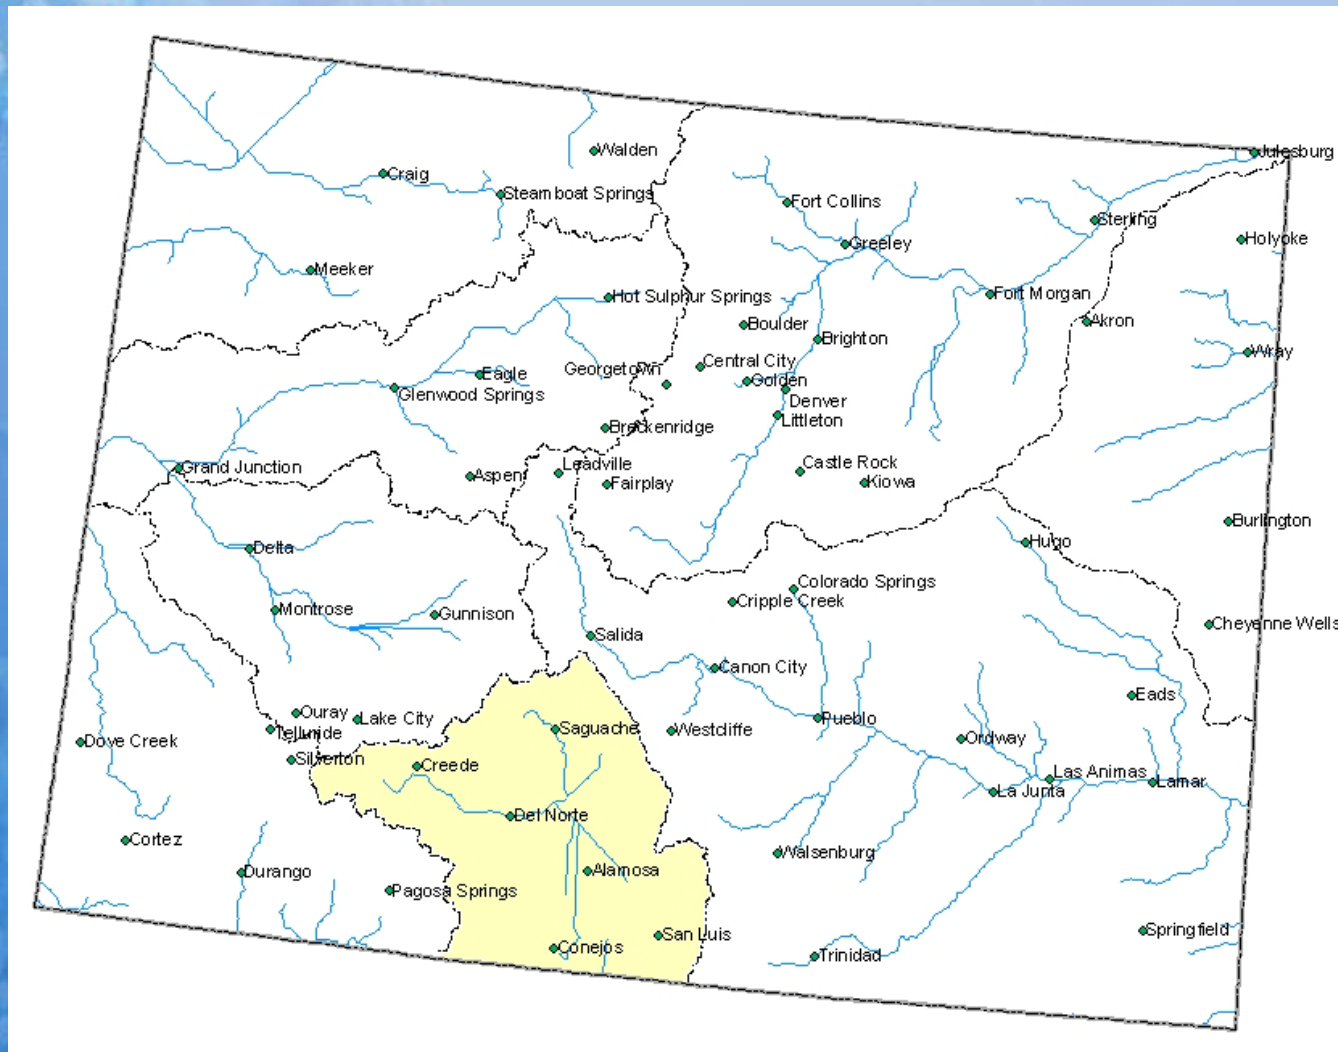 Walden
Julesburg
Craig
Steamboat Springs
Fort Collins
Sterling
Holyoke
Greeley
Meeker
Hot Sulphur Springs
Fort Morgan
Boulder
Akron
Brighton
Wray
Central City
Georgetown
Eagle
Golden
Glenwood Springs
Denver
Littleton
Breckenridge
Castle Rock
Leadville
Grand Junction
Aspen
Fairplay
Kiowa
Burlington
Delta
Hugo
Colorado Springs
Cripple Creek
Montrose
Gunnison
Cheyenne Wells
Salida
Canon City
Eads
Ouray
Lake City
Pueblo
Telluride
Saguache
Westcliffe
Dove Creek
Ordway
Silverton
Creede
Las Animas
Lamar
La Junta
Del Norte
Cortez
Walsenburg
Durango
Alamosa
Pagosa Springs
San Luis
Springfield
Conejos
Trinidad